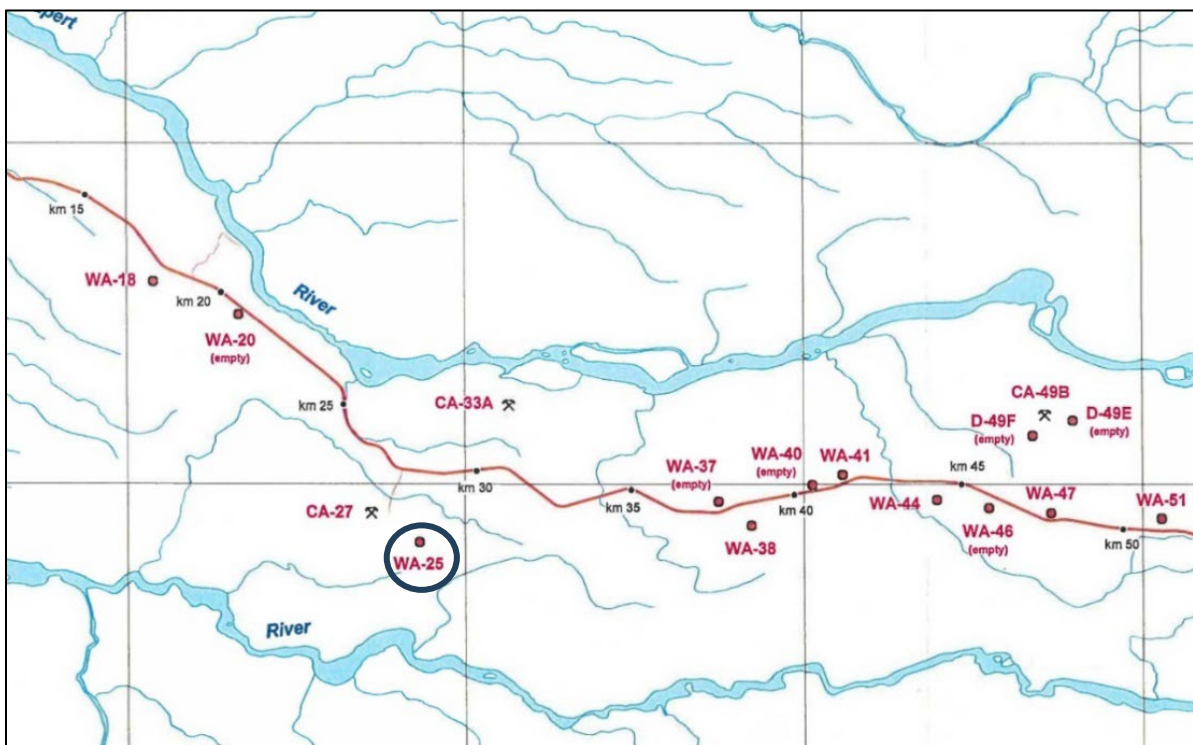 pert
km 15
WA-18
km 20
WA-20
(empty)
River
km 25
CA-33A
CA-49B
D-49F
(empty)
D-49E
(empty)
WA-40
(empty)
WA-41
WA-37
(empty)
km 30
km 35
km 40
km 45
WA-44
WA-47
WA-51
CA-27
WA-38
WA-46
(empty)
km 50
WA-25
River